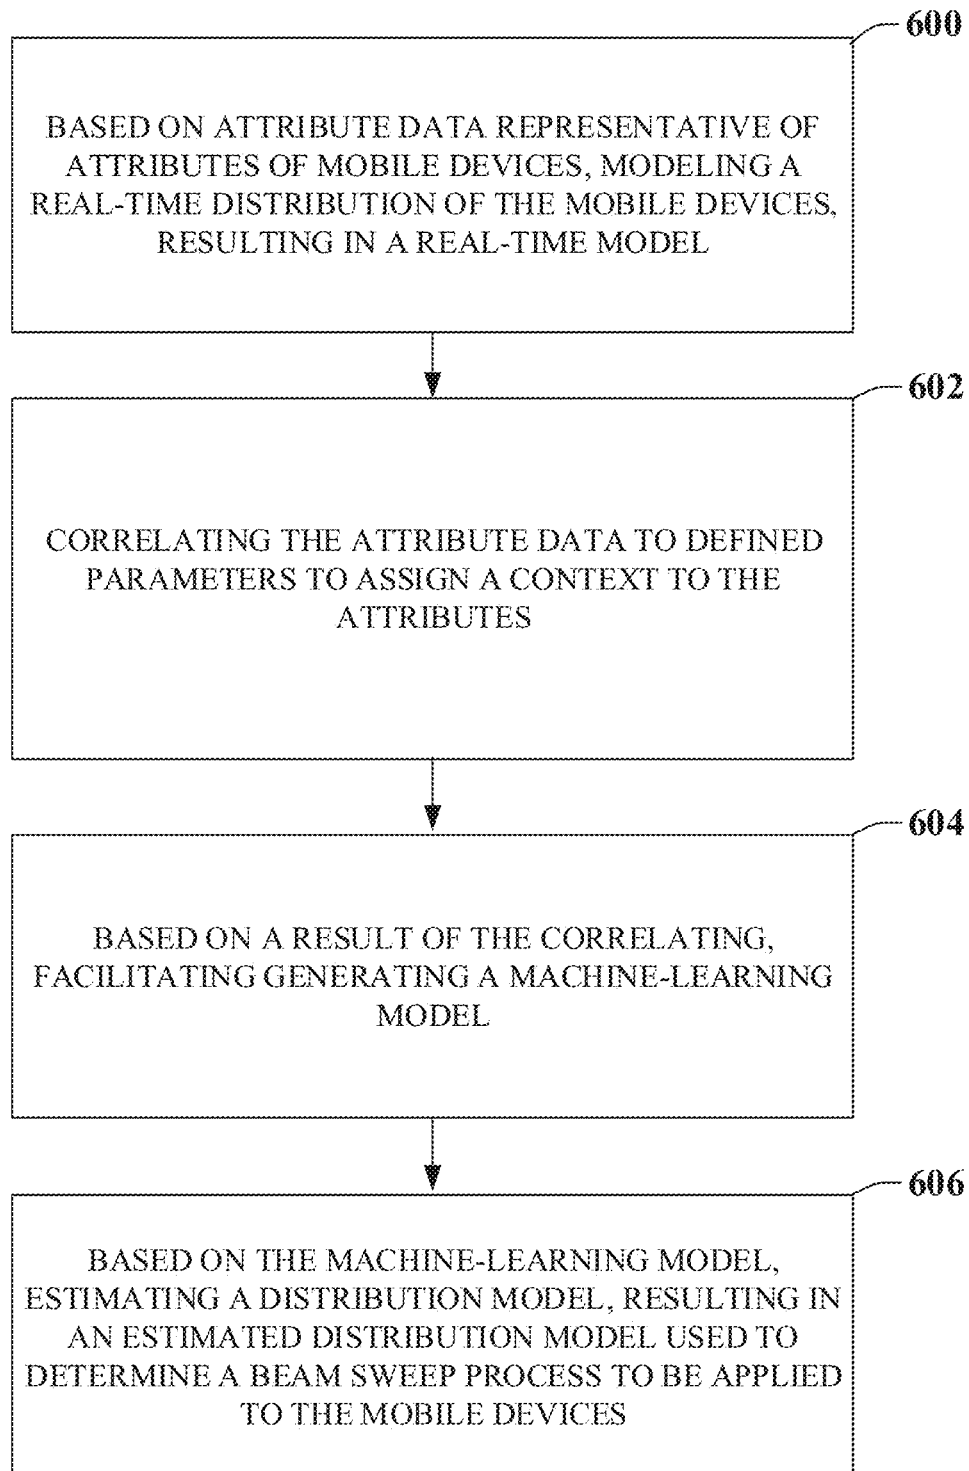 600
BASED ON ATTRIBUTE DATA REPRESENTATIVE OF
ATTRIBUTES OF MOBILE DEVICES, MODELING A
REAL-TIME DISTRIBUTION OF THE MOBILE DEVICES,
RESULTING IN A REAL-TIME MODEL
602
CORRELATING THE ATTRIBUTE DATA TO DEFINED
PARAMETERS TO ASSIGN A CONTEXT TO THE
ATTRIBUTES
604
BASED ON A RESULT OF THE CORRELATING,
FACILITATING GENERATING A MACHINE-LEARNING
MODEL
606
BASED ON THE MACHINE-LEARNING MODEL,
ESTIMATING A DISTRIBUTION MODEL, RESULTING IN
AN ESTIMATED DISTRIBUTION MODEL USED TO
DETERMINE A BEAM SWEEP PROCESS TO BE APPLIED
TO THE MOBILE DEVICES